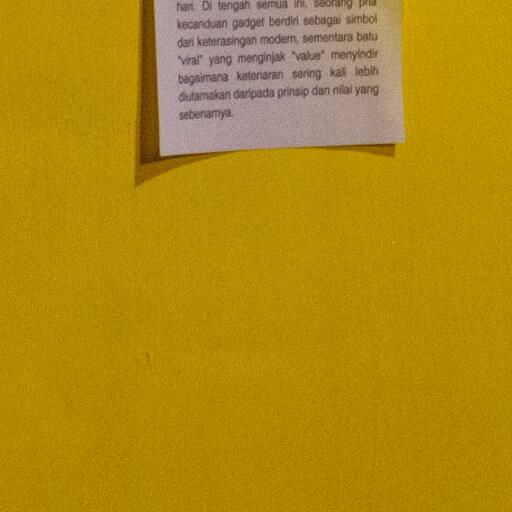 hari. Di tengah semua ini, seorang pria
kecanduan gadget berdiri sebagai simbol
dari keterasingan modern, sementara batu
"viral" yang menginjak "value" menyindir
bagaimana ketenaran sering kali lebih
diutamakan daripada prinsip dan nilai yang
sebenarnya.